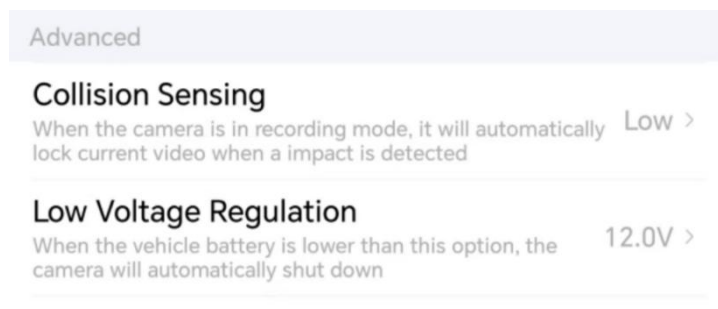 Advanced
Collision Sensing
When the camera is in recording mode, it will automatically
lock current video when a impact is detected
Low >
Low Voltage Regulation
When the vehicle battery is lower than this option, the
camera will automatically shut down
12.0V >